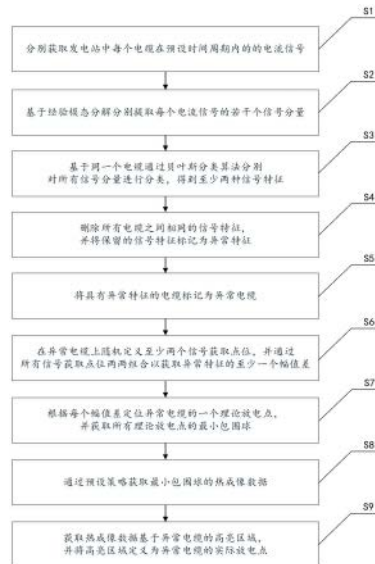 S1
分别获取发电站中每个电缆在预设时间周期内的的电流信号
S2
基于经验模态分解分别提取每个电流信号的若干个信号分量
S3
基于同一个电缆通过贝叶斯分类算法分别
对所有信号分量进行分类，得到至少两种信号特征
S4
删除所有电缆之间相同的信号特征，
并将保留的信号特征标记为异常特征
S5
将具有异常特征的电缆标记为异常电缆
S6
在异常电缆上随机定义至少两个信号获取点位，并通过
所有信号获取点位两两组合以获取异常特征的至少一个幅值差
S7
根据每个幅值差定位异常电缆的一个理论放电点，
并获取所有理论放电点的最小包围球
S8
通过预设策略获取最小包围球的热成像数据
S9
获取热成像数据基于异常电缆的高亮区域，
并将高亮区域定义为异常电缆的实际放电点